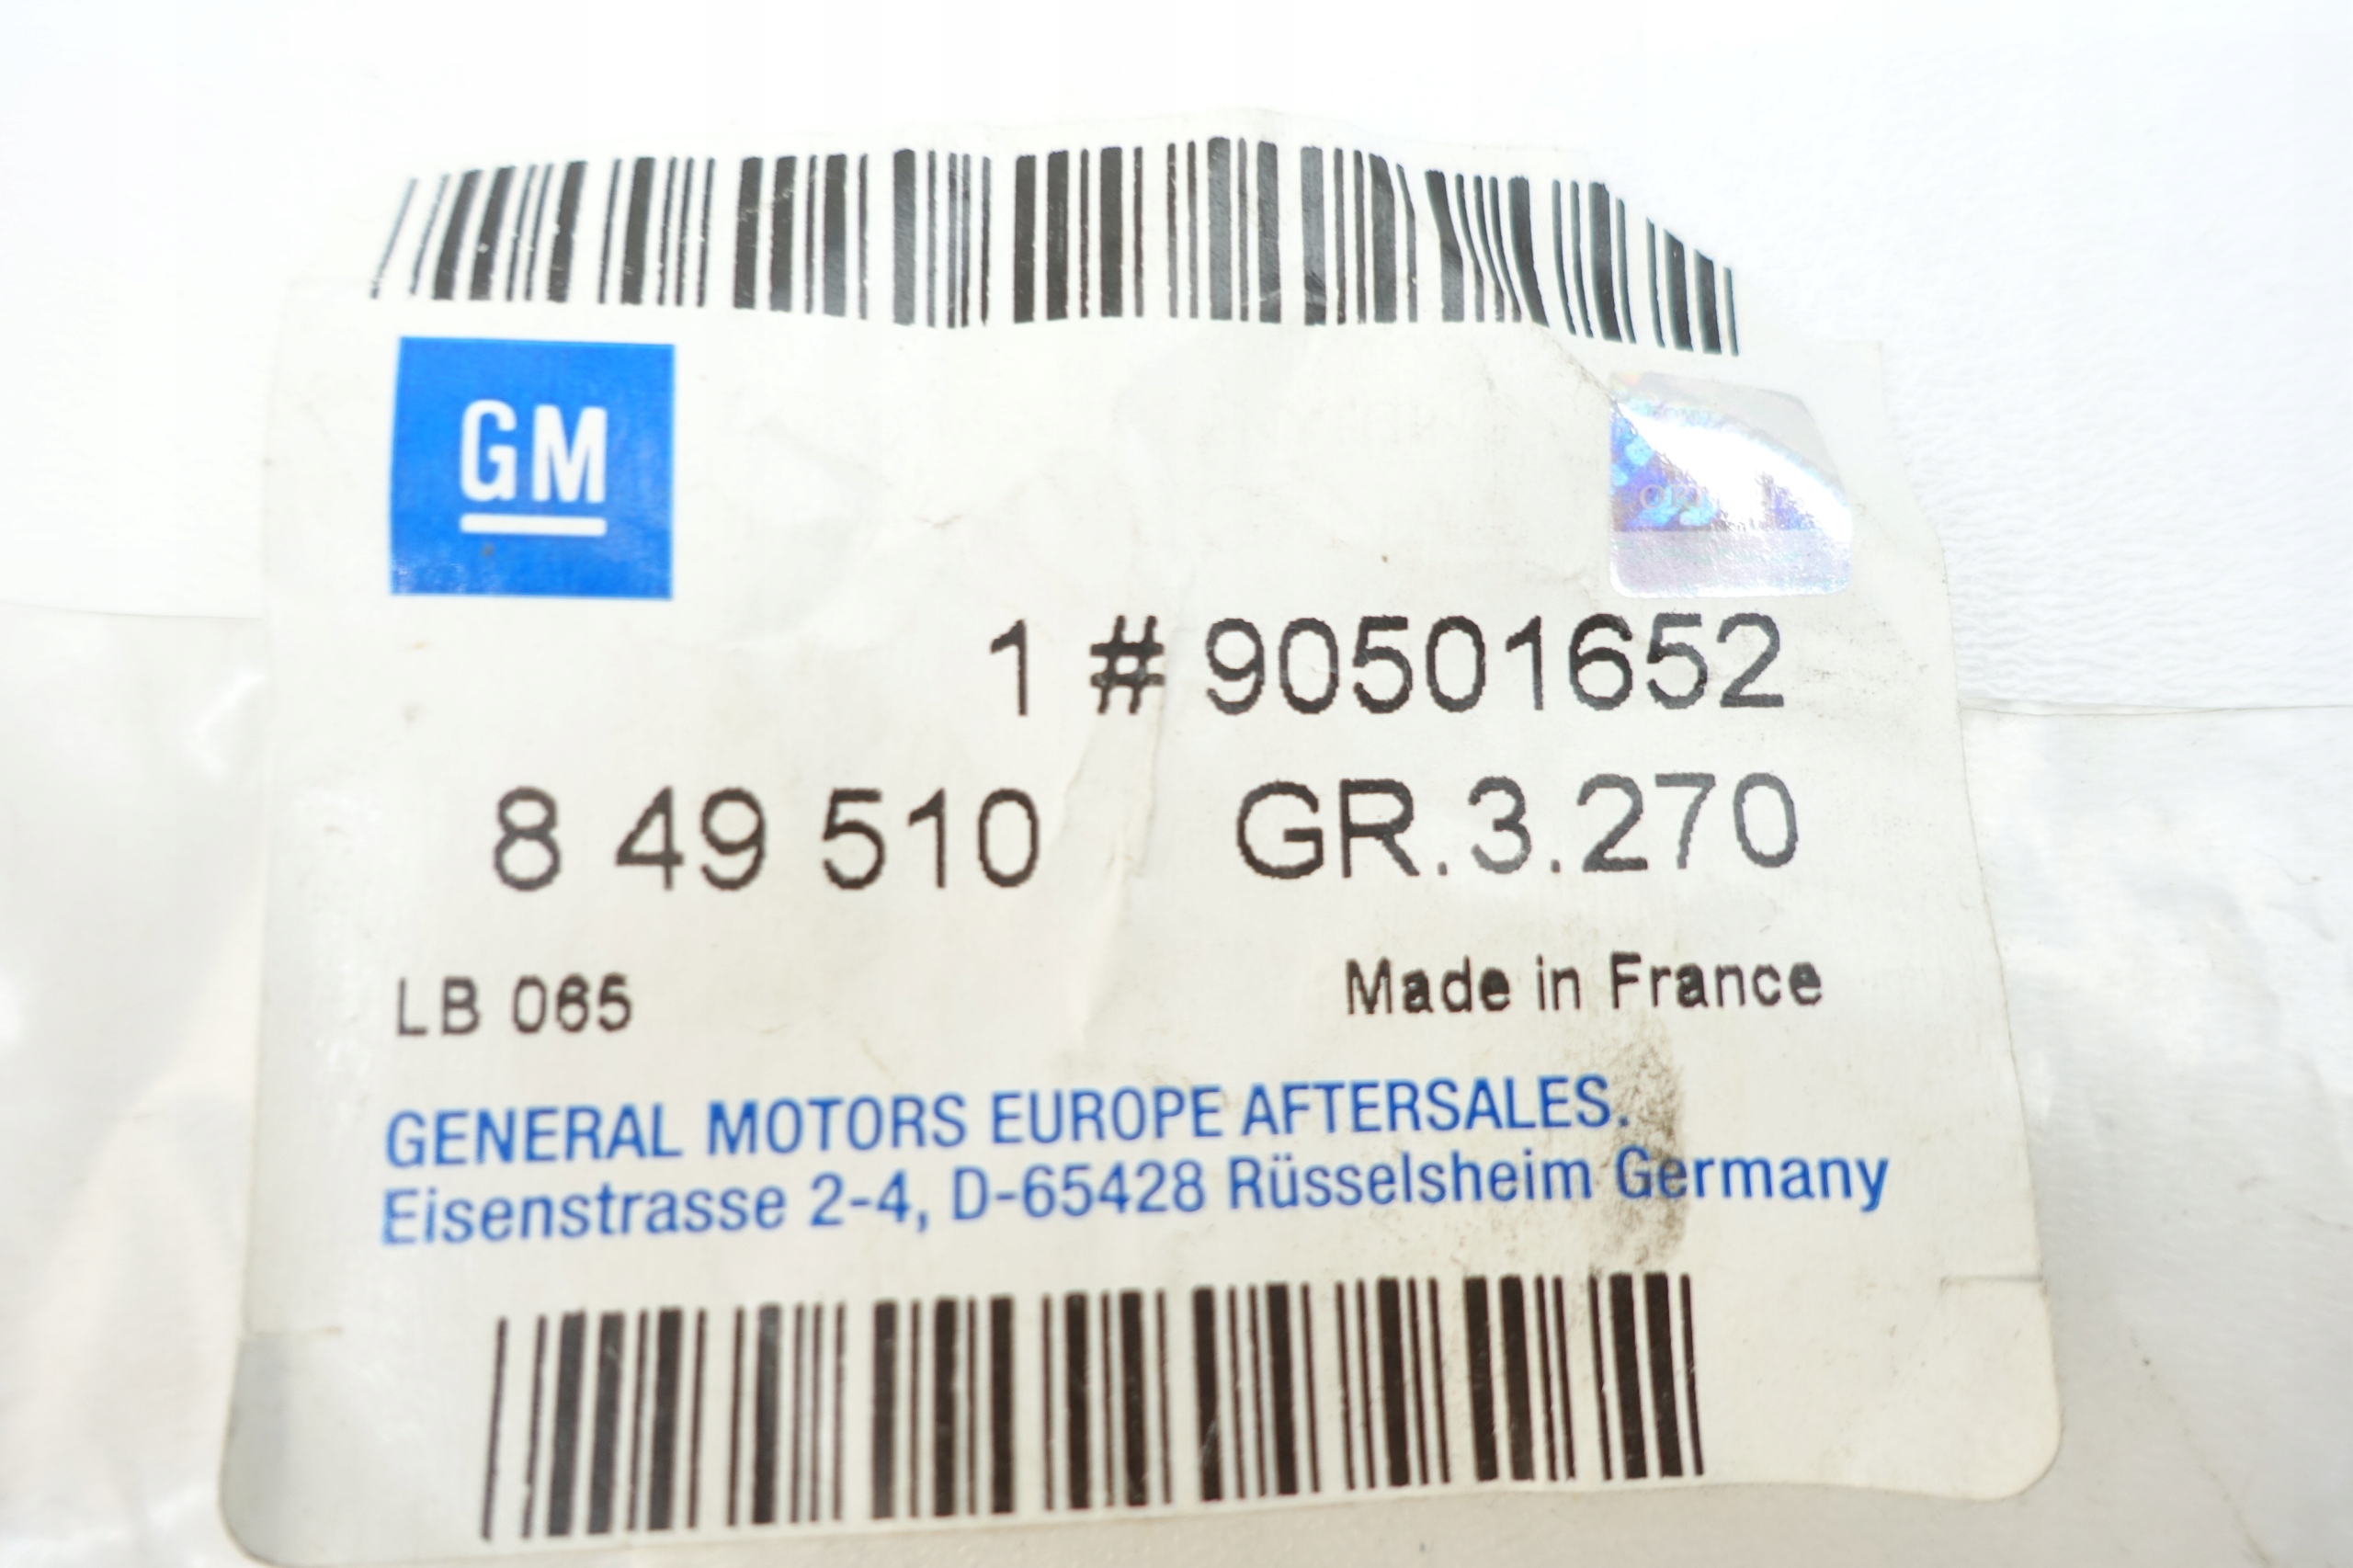 GM
1 # 90501652
8 49 510 GR.3.270
LB 065 Made in France
GENERAL MOTORS EUROPE AFTERSALES.
Eisenstrasse 2-4, D-65428 Rüsselsheim Germany